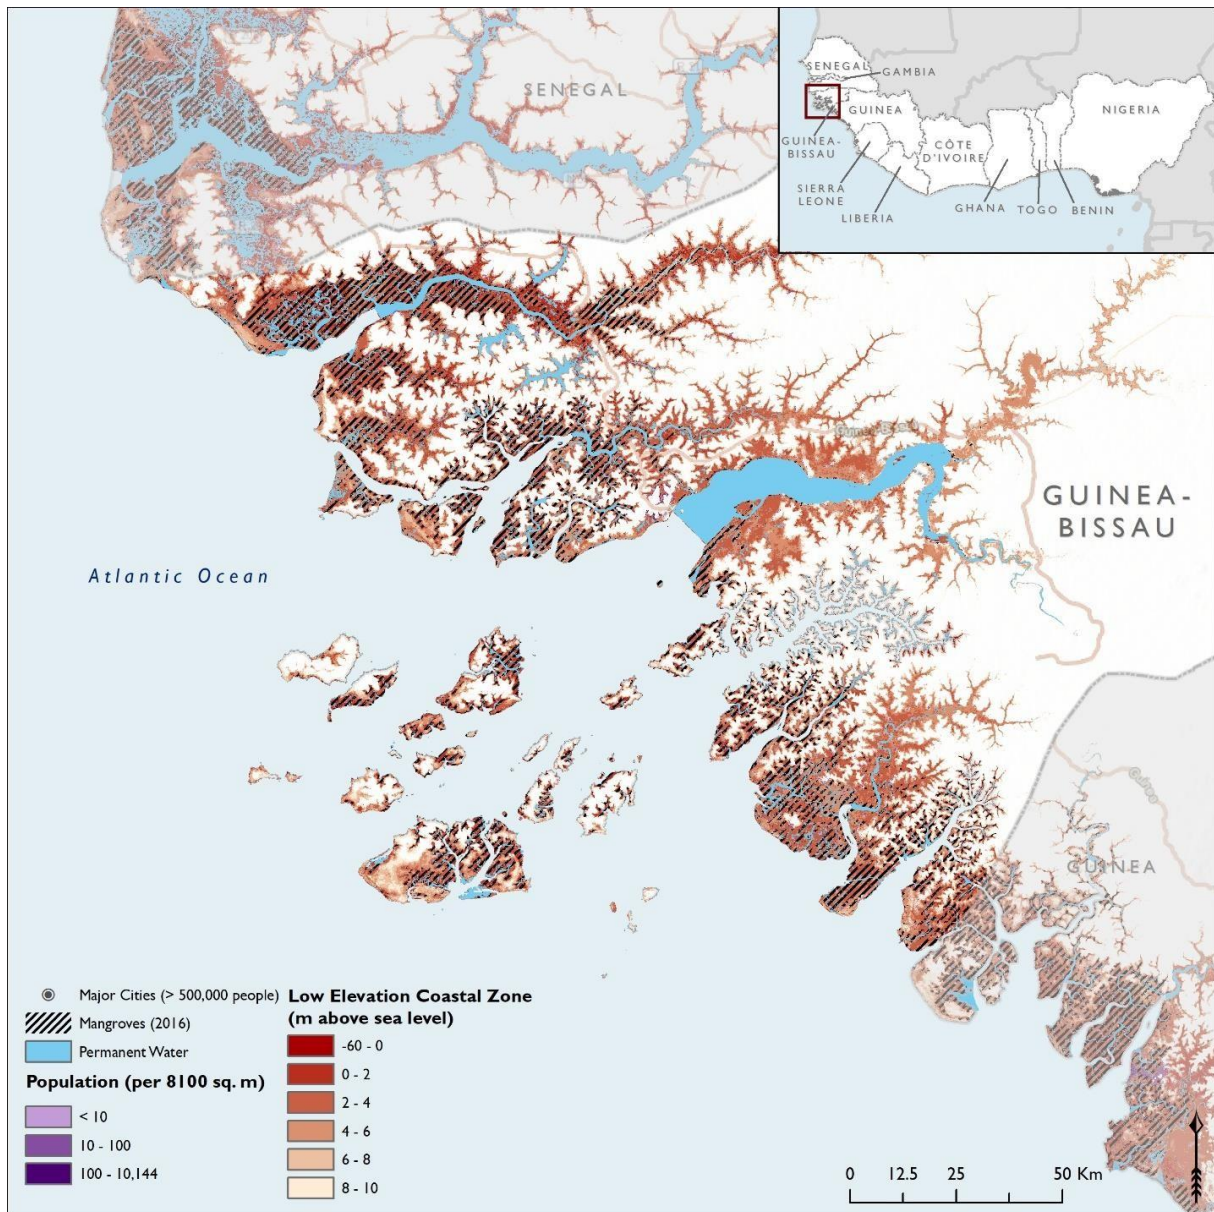 SENEGAL
SENEGAL
GAMBIA
GUINEA
NIGERIA
GUINEA-
BISSAU
CÔTE
D'IVOIRE
SIERRA
LEONE
LIBERIA
GHANA
TOGO
BENIN
GUINEA-
BISSAU
Atlantic Ocean
GUINEA
Guinea
Major Cities (> 500,000 people)
Mangroves (2016)
Permanent Water
Population (per 8100 sq. m)
< 10
10 - 100
100 - 10,144
Low Elevation Coastal Zone
(m above sea level)
-60 - 0
0 - 2
2 - 4
4 - 6
6 - 8
8 - 10
0 12.5 25 50 Km